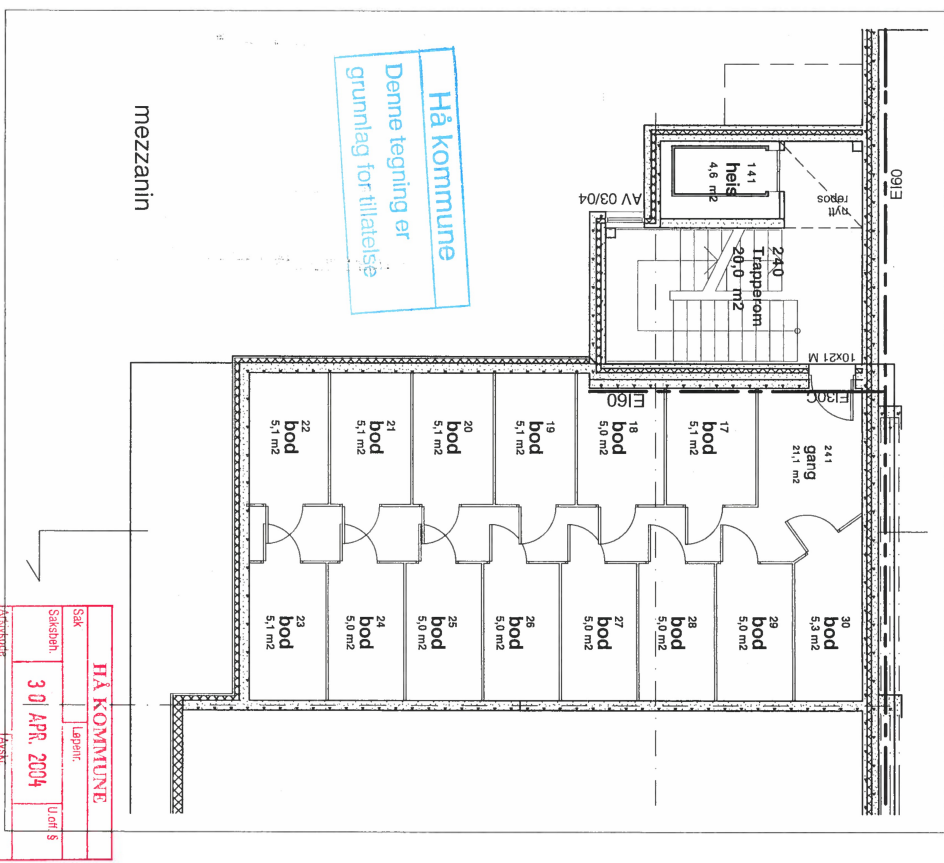 mezzanin
Hå kommune
Denne tegning er
grunnlag for tillatelse
EI60
141
heis
4,6 m2
nytt
repos
AV 03/04
240
Trapperom
20,0 m2
10x21 M
EI30C
EI60
241
gang
21,1 m2
22
bod
5,1 m2
21
bod
5,1 m2
20
bod
5,1 m2
19
bod
5,1 m2
18
bod
5,0 m2
17
bod
5,1 m2
23
bod
5,1 m2
24
bod
5,0 m2
25
bod
5,0 m2
26
bod
5,0 m2
27
bod
5,0 m2
28
bod
5,0 m2
29
bod
5,0 m2
30
bod
5,3 m2
HÅ KOMMUNE
Sak
Løpenr.
Saksbeh.
30 APR. 2004
U.off. §